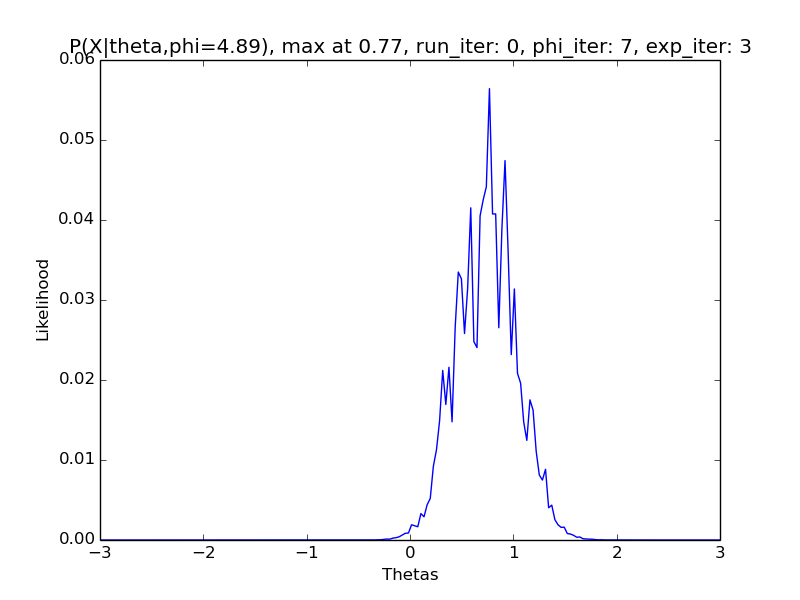 P(X|theta,phi=4.89), max at 0.77, run_iter: 0, phi_iter: 7, exp_iter: 3
0.06
0.05
0.04
0.03
0.02
0.01
0.00
Likelihood
−3 −2 −1 0 1 2 3
Thetas